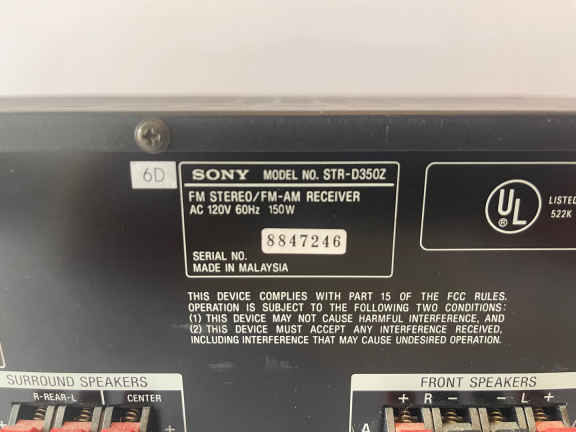 6D
SONY MODEL NO. STR-D350Z
FM STEREO/FM-AM RECEIVER
AC 120V 60Hz 150W
8847246
SERIAL NO.
MADE IN MALAYSIA
UL
®
LISTED
522K
THIS DEVICE COMPLIES WITH PART 15 OF THE FCC RULES.
OPERATION IS SUBJECT TO THE FOLLOWING TWO CONDITIONS:
(1) THIS DEVICE MAY NOT CAUSE HARMFUL INTERFERENCE, AND
(2) THIS DEVICE MUST ACCEPT ANY INTERFERENCE RECEIVED,
INCLUDING INTERFERENCE THAT MAY CAUSE UNDESIRED OPERATION.
SURROUND SPEAKERS
R-REAR-L CENTER
+
FRONT SPEAKERS
+ R - - L +
A